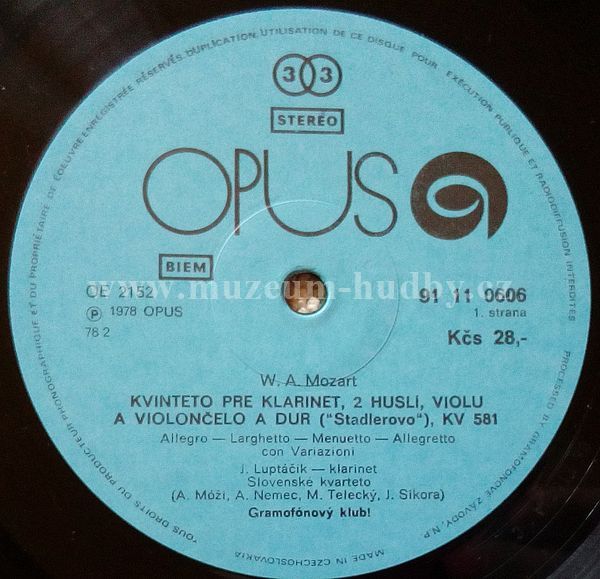 TOUS DROITS DU PRODUCTEUR PHONOGRAPHIQUE ET DU PROPRIÉTAIRE DE L'OEUVRE ENREGISTRÉE RÉSERVÉS. DUPLICATION, UTILISATION DE CE DISQUE POUR EXÉCUTION PUBLIQUE ET RADIODIFFUSION INTERDITES
PROCESSED BY GRAMOFONOVÉ ZÁVODY, N.P.
MADE IN CZECHOSLOVAKIA
33
STEREO
OPUS
BIEM
www.muzeum-hudby.cz
OE 2152
℗ 1978 OPUS
78 2
91 11 0606
1. strana
Kčs 28,-
W. A. Mozart
KVINTETO PRE KLARINET, 2 HUSLI, VIOLU
A VIOLONČELO A DUR ("Stadlerovo"), KV 581
Allegro — Larghetto — Menuetto — Allegretto
con Variazioni
J. Luptáčik — klarinet
Slovenské kvarteto
(A. Móži, A. Nemec, M. Telecký, J. Sikora)
Gramofónový klub!